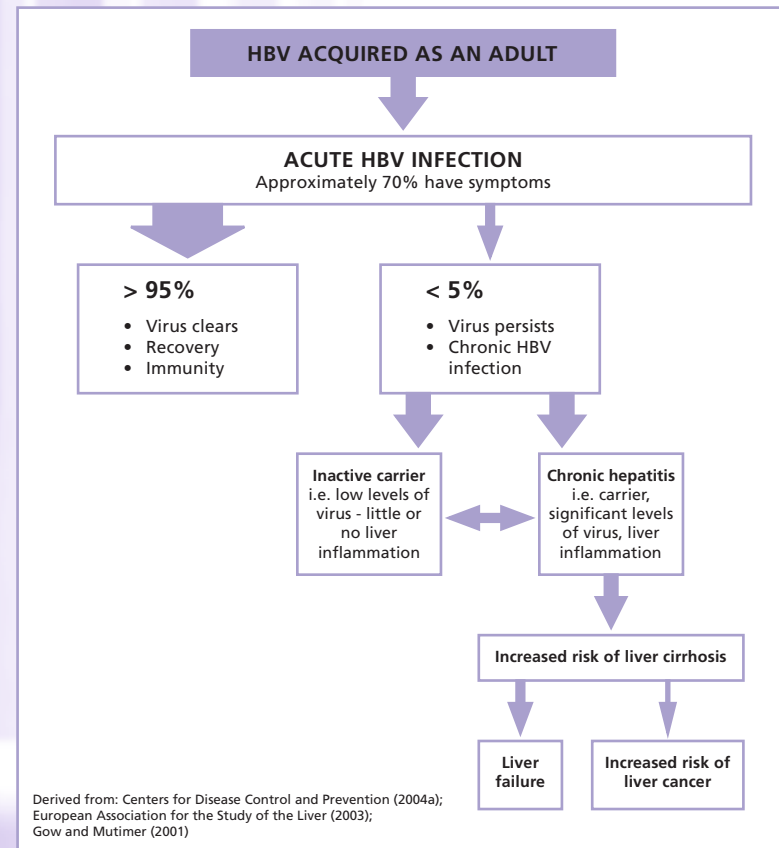 HBV ACQUIRED AS AN ADULT
ACUTE HBV INFECTION
Approximately 70% have symptoms
> 95%
• Virus clears
• Recovery
• Immunity
< 5%
• Virus persists
• Chronic HBV
infection
Inactive carrier
i.e. low levels of
virus - little or
no liver
inflammation
Chronic hepatitis
i.e. carrier,
significant levels
of virus, liver
inflammation
Increased risk of liver cirrhosis
Liver
failure
Increased risk of
liver cancer
Derived from: Centers for Disease Control and Prevention (2004a);
European Association for the Study of the Liver (2003);
Gow and Mutimer (2001)